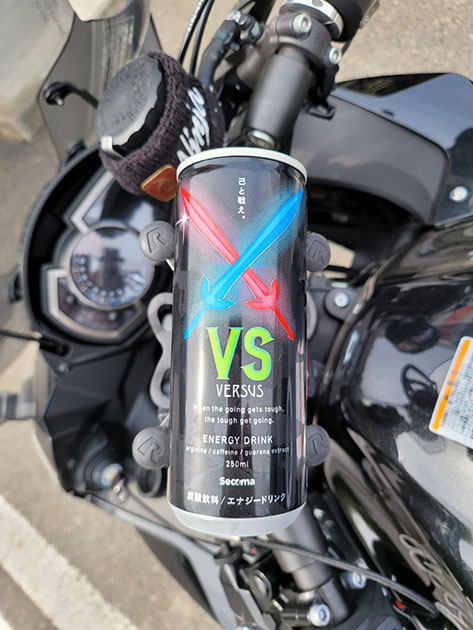 己と戦え。
VS
VERSUS
When the going gets tough,
the tough get going.
ENERGY DRINK
arginine / caffeine / guarana extract
250ml
Secoma
炭酸飲料/エナジードリンク
R
R
R
R